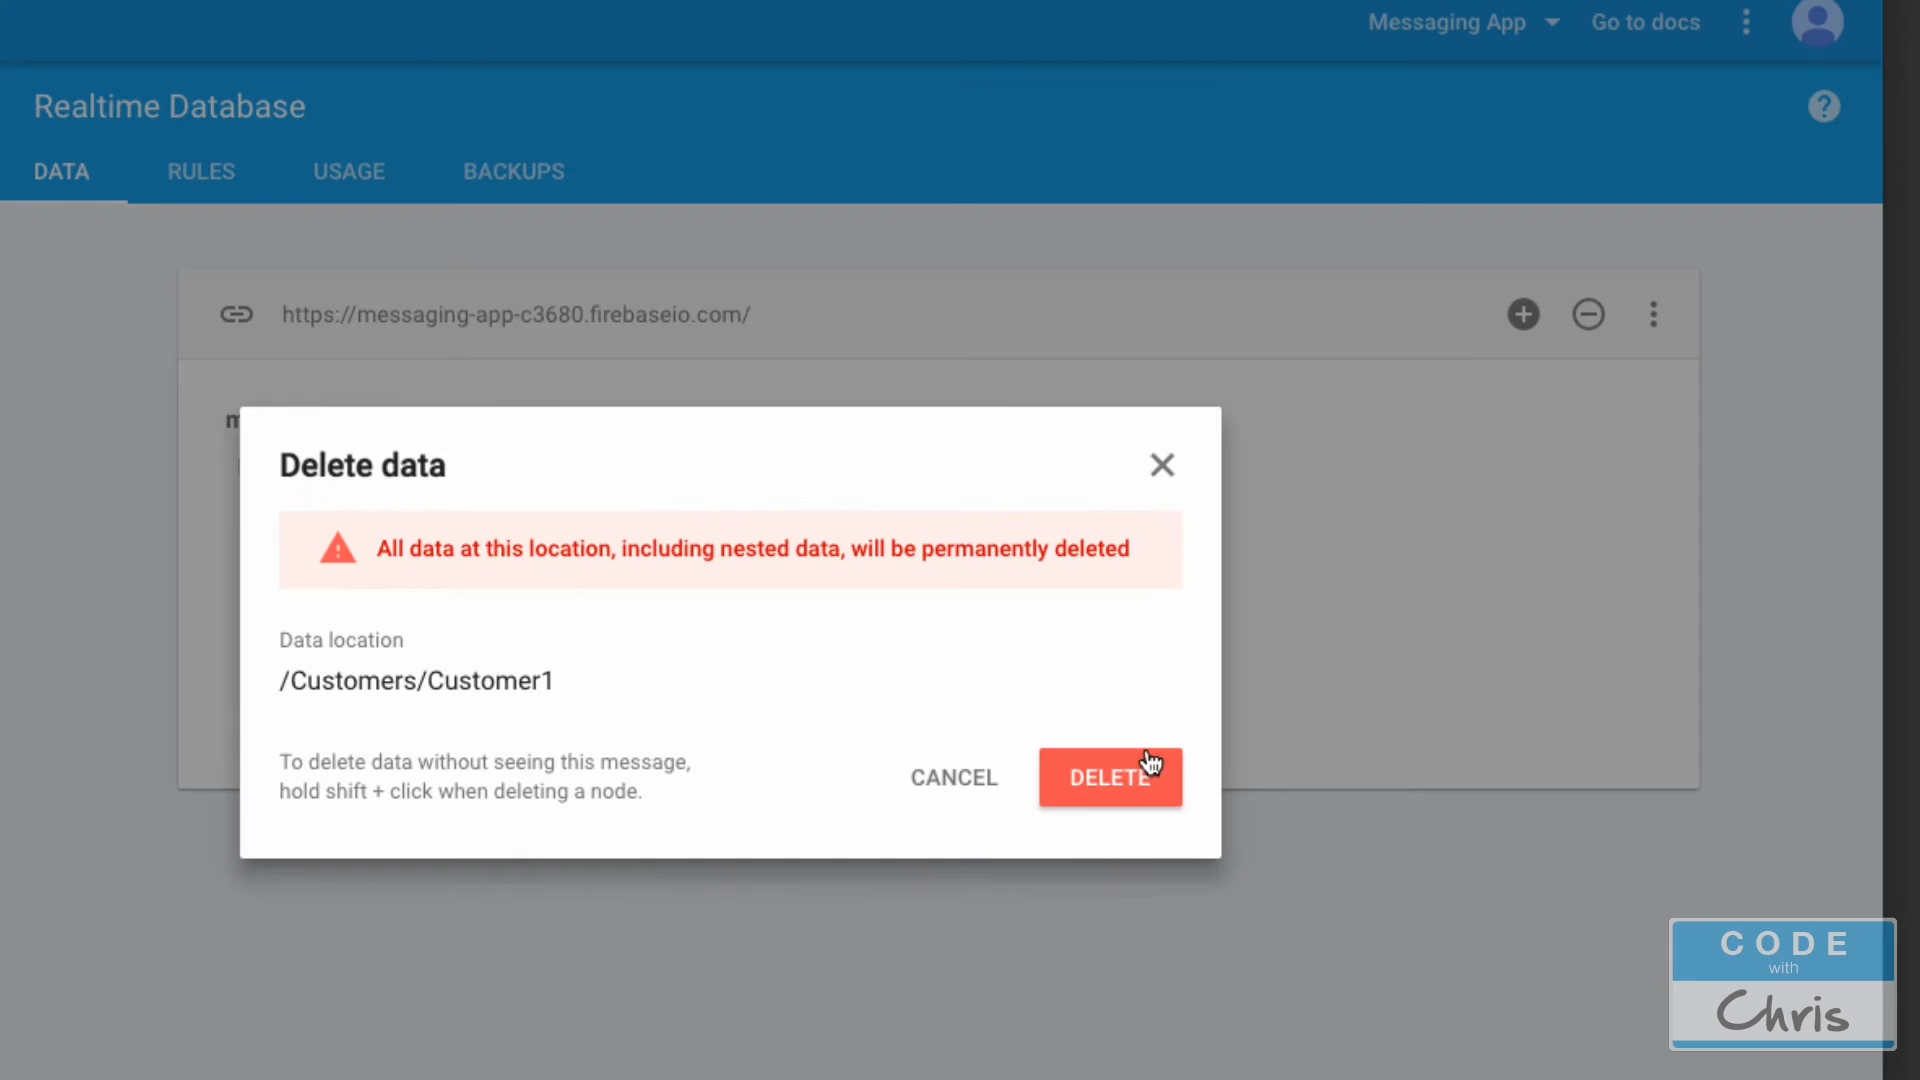 Messaging App
Go to docs
Realtime Database
DATA
RULES
USAGE
BACKUPS
https://messaging-app-c3680.firebaseio.com/
m
Delete data
All data at this location, including nested data, will be permanently deleted
Data location
/Customers/Customer1
To delete data without seeing this message,
hold shift + click when deleting a node.
CANCEL
DELETE
CODE
with
Chris